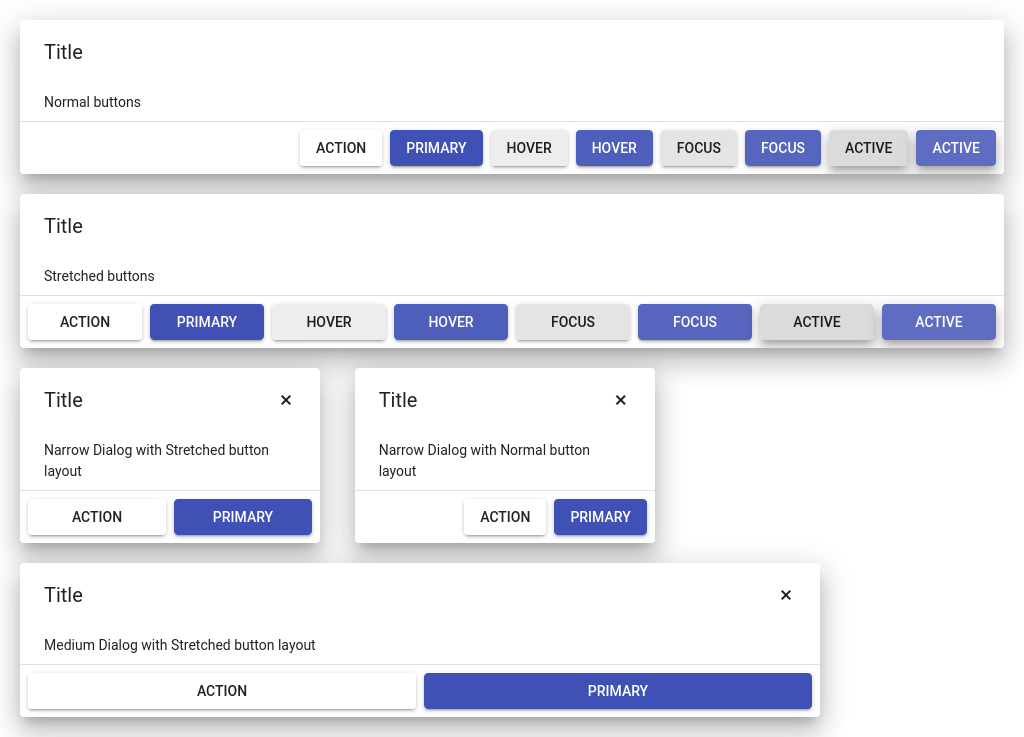 Title
Normal buttons
ACTION PRIMARY HOVER HOVER FOCUS FOCUS ACTIVE ACTIVE
Title
Stretched buttons
ACTION PRIMARY HOVER HOVER FOCUS FOCUS ACTIVE ACTIVE
Title
Narrow Dialog with Stretched button
layout
ACTION PRIMARY
Title
Narrow Dialog with Normal button
layout
ACTION PRIMARY
Title
Medium Dialog with Stretched button layout
ACTION PRIMARY